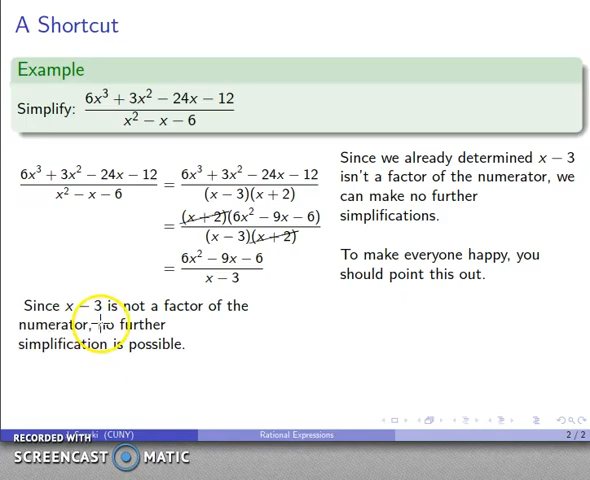 A Shortcut
Example
Simplify: (6x³ + 3x² − 24x − 12)/(x² − x − 6)
(6x³ + 3x² − 24x − 12)/(x² − x − 6) = (6x³ + 3x² − 24x − 12)/((x − 3)(x + 2))
= ((x + 2)(6x² − 9x − 6))/((x − 3)(x + 2))
= (6x² − 9x − 6)/(x − 3)
Since x − 3 is not a factor of the
numerator, no further
simplification is possible.
Since we already determined x − 3
isn't a factor of the numerator, we
can make no further
simplifications.
To make everyone happy, you
should point this out.
(CUNY)
Rational Expressions
2 / 2
RECORDED WITH
SCREENCAST MATIC